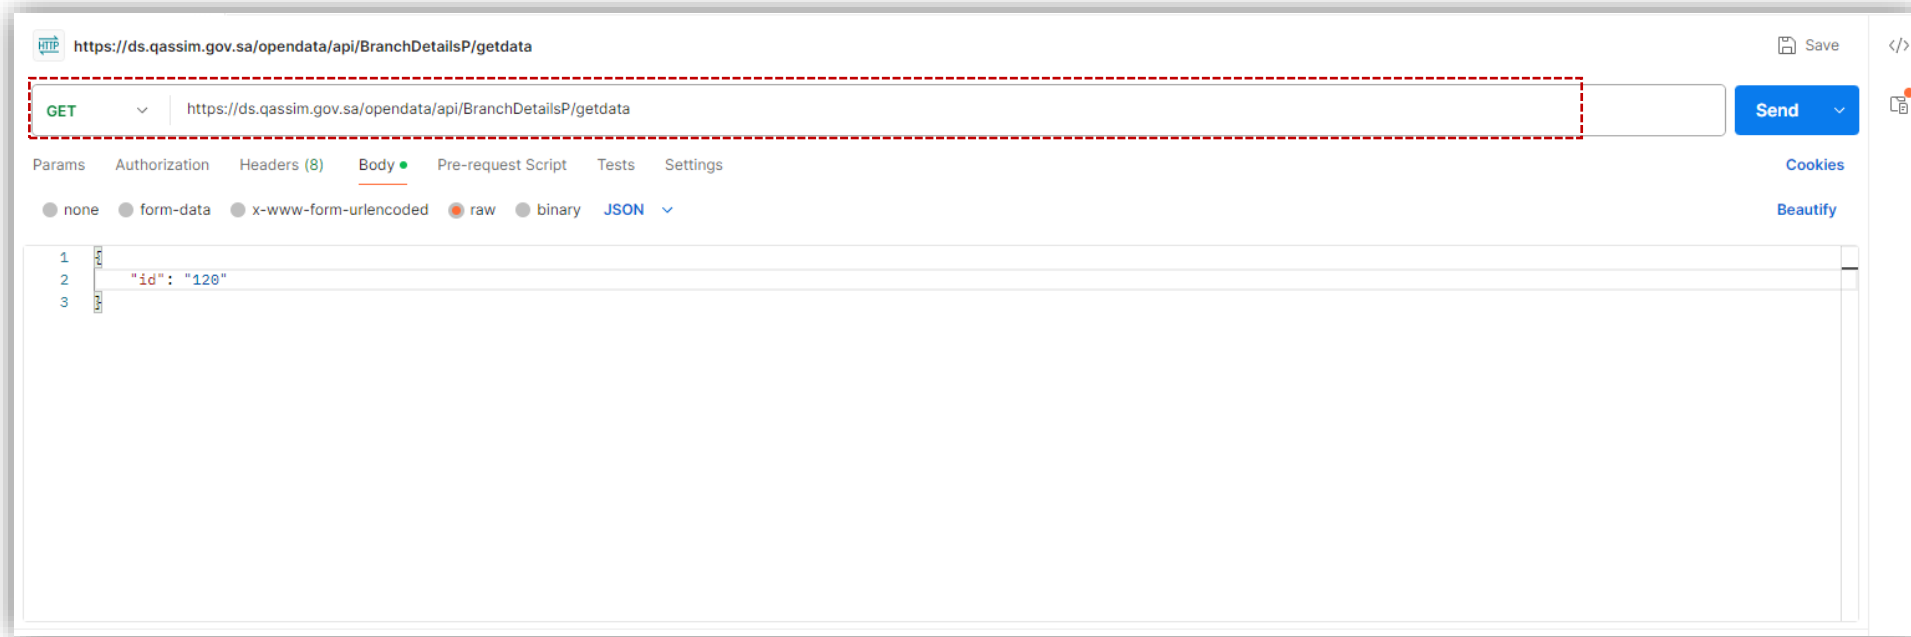 HTTP https://ds.qassim.gov.sa/opendata/api/BranchDetailsP/getdata Save </>
GET https://ds.qassim.gov.sa/opendata/api/BranchDetailsP/getdata Send
Params Authorization Headers (8) Body Pre-request Script Tests Settings Cookies
none form-data x-www-form-urlencoded raw binary JSON Beautify
1 {
2 "id": "120"
3 }